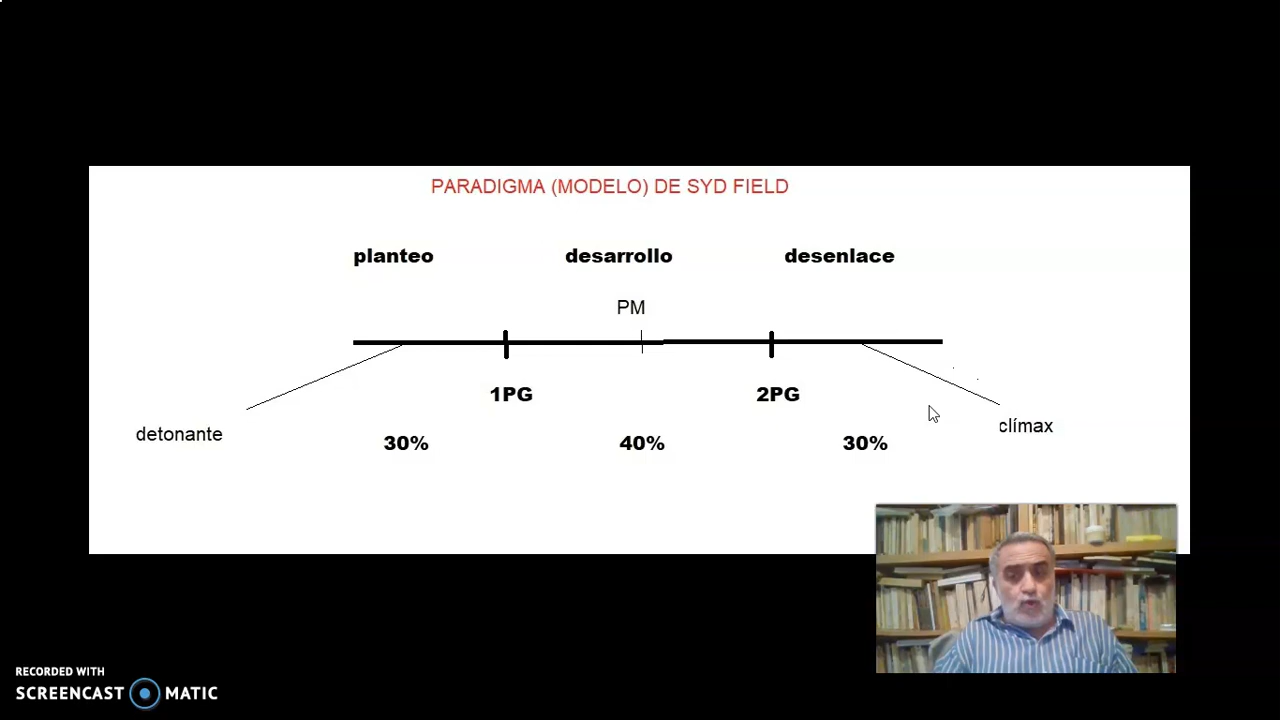 PARADIGMA (MODELO) DE SYD FIELD
planteo desarrollo desenlace
PM
1PG 2PG
detonante clímax
30% 40% 30%
RECORDED WITH
SCREENCAST MATIC